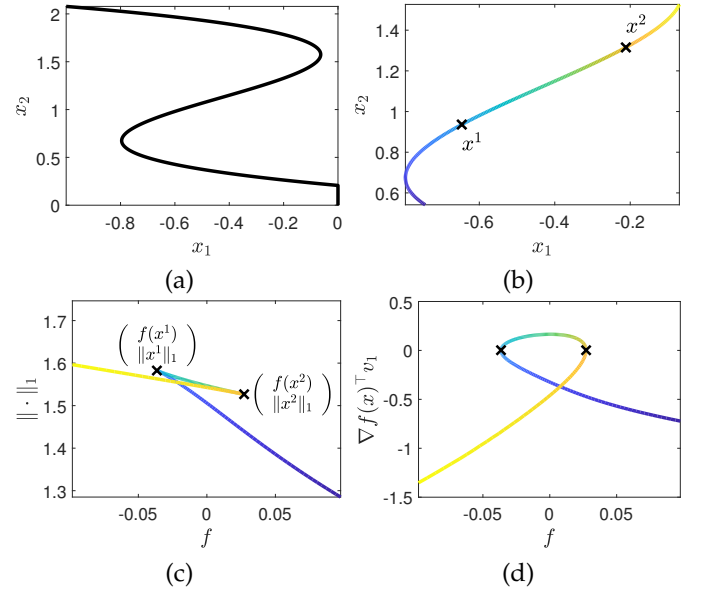 2
1.5
1
0.5
0
x₂
-0.8 -0.6 -0.4 -0.2 0
x₁
(a)
1.4
1.2
1
0.8
0.6
x₂
x²
x¹
-0.6 -0.4 -0.2
x₁
(b)
1.7
1.6
1.5
1.4
1.3
‖ · ‖₁
( f(x¹) ‖x¹‖₁ )
( f(x²) ‖x²‖₁ )
-0.05 0 0.05
f
(c)
0.5
0
-0.5
-1
-1.5
∇f(x)ᵀv₁
-0.05 0 0.05
f
(d)